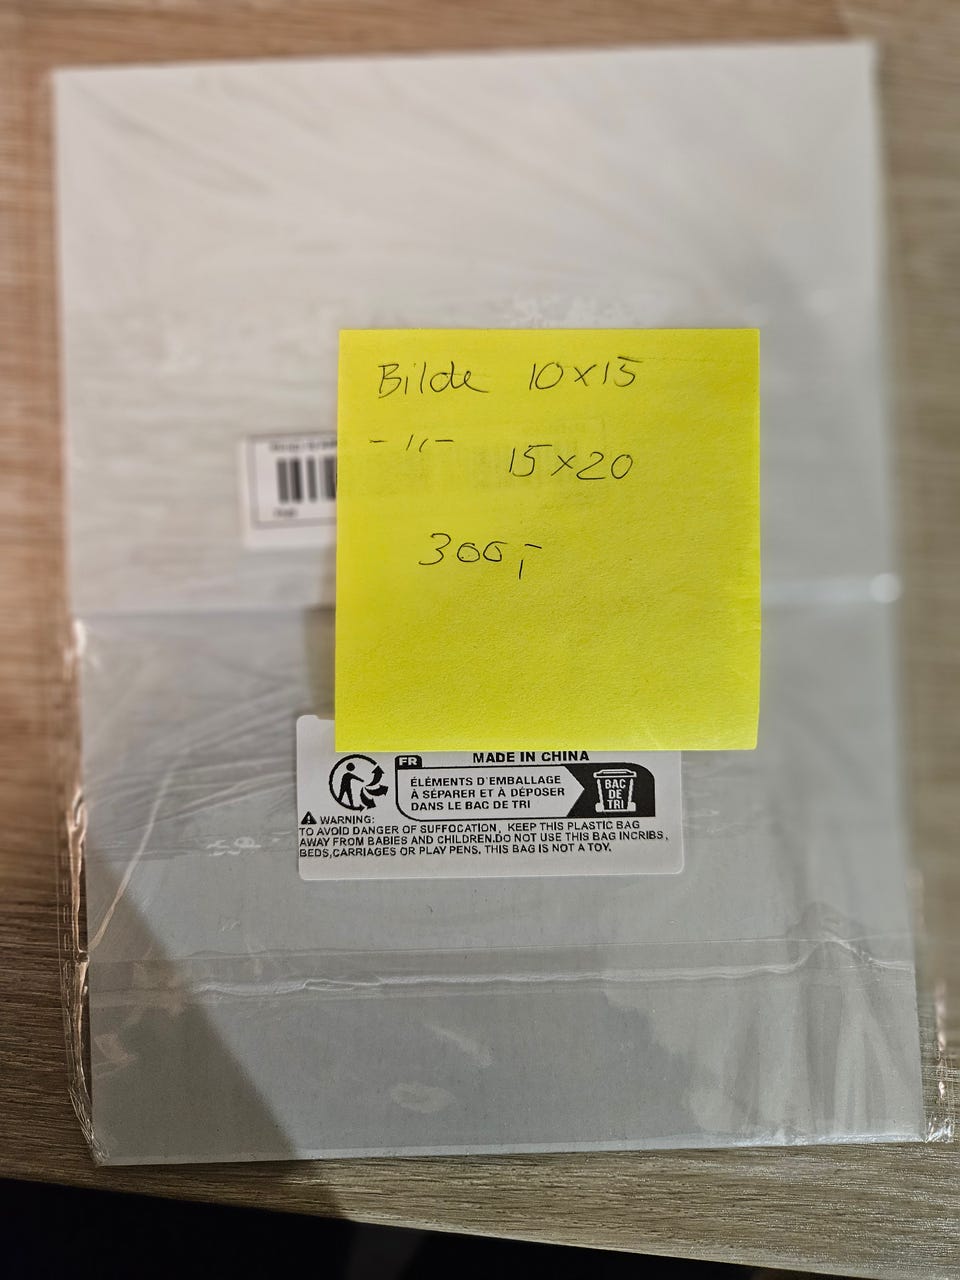 Bilde 10x15
-"- 15x20
300,-
FR MADE IN CHINA
ÉLÉMENTS D'EMBALLAGE
À SÉPARER ET À DÉPOSER
DANS LE BAC DE TRI
BAC
DE
TRI
WARNING:
TO AVOID DANGER OF SUFFOCATION, KEEP THIS PLASTIC BAG
AWAY FROM BABIES AND CHILDREN.DO NOT USE THIS BAG INCRIBS,
BEDS,CARRIAGES OR PLAY PENS. THIS BAG IS NOT A TOY.